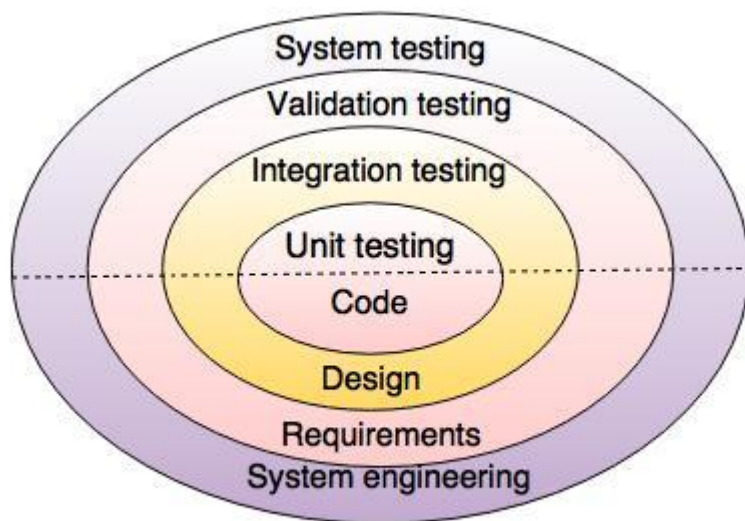 System testing
Validation testing
Integration testing
Unit testing
Code
Design
Requirements
System engineering